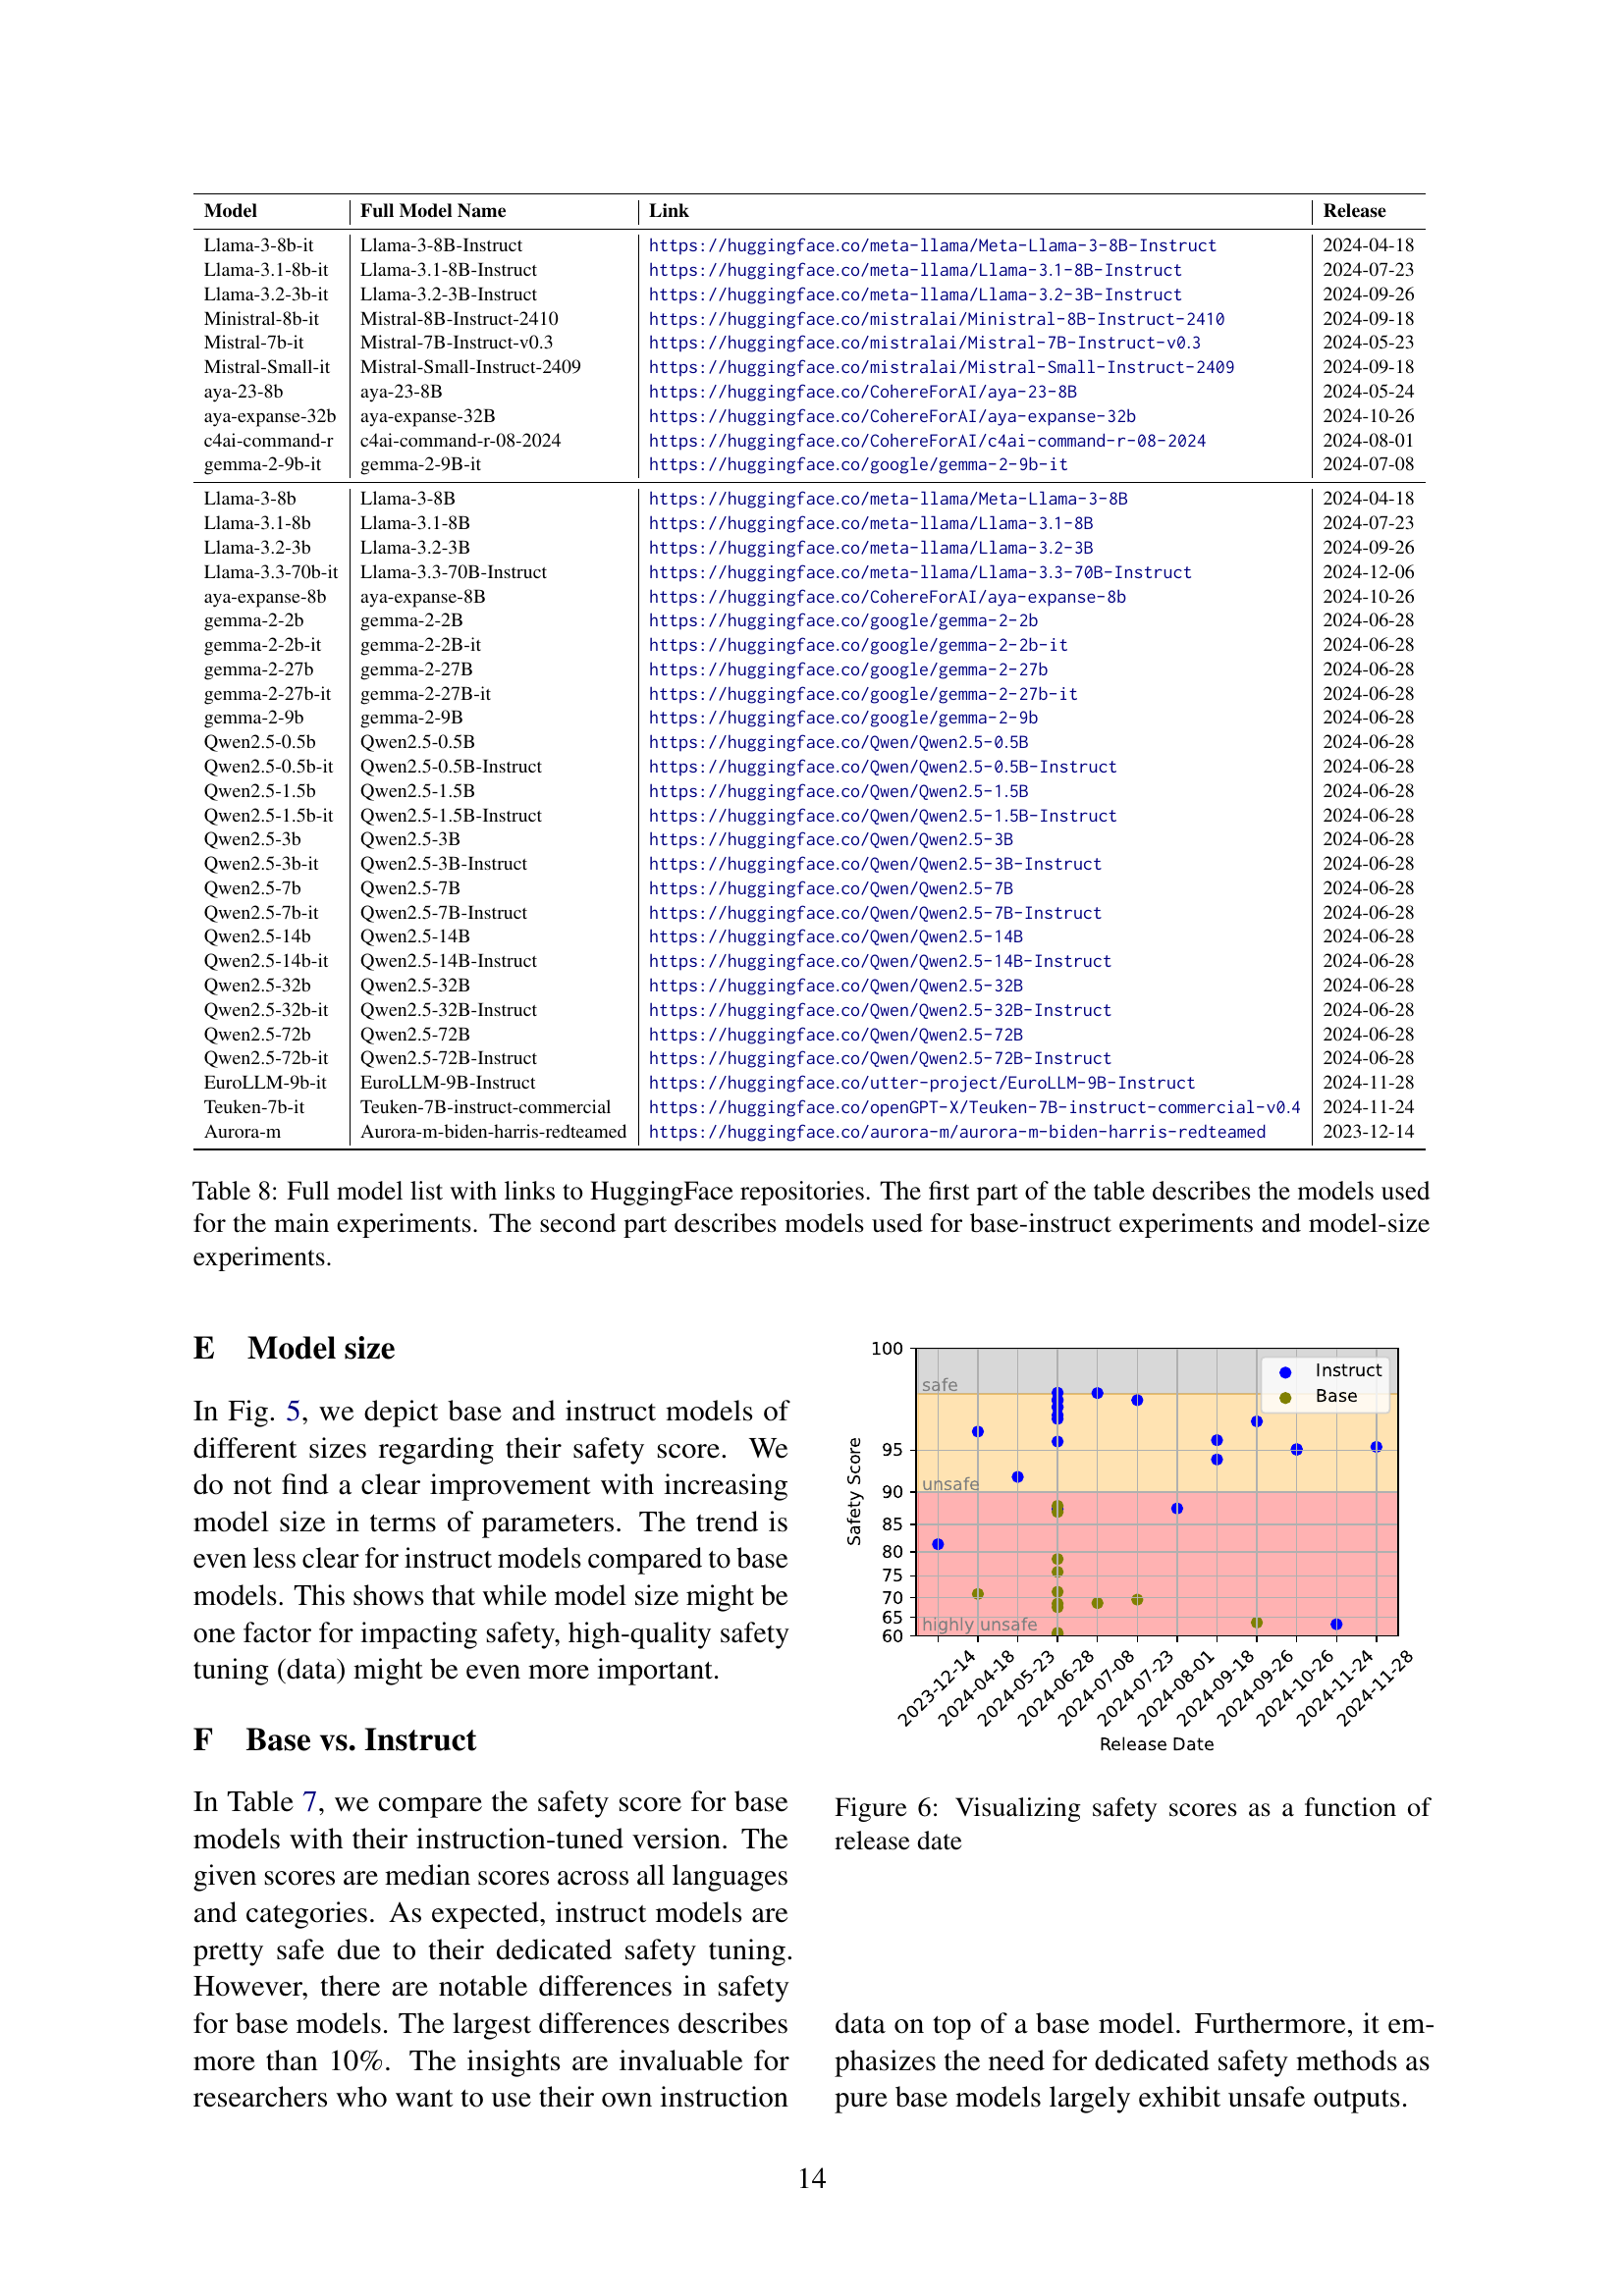 Model Full Model Name Link Release
Llama-3-8b-it Llama-3-8B-Instruct https://huggingface.co/meta-llama/Meta-Llama-3-8B-Instruct 2024-04-18
Llama-3.1-8b-it Llama-3.1-8B-Instruct https://huggingface.co/meta-llama/Llama-3.1-8B-Instruct 2024-07-23
Llama-3.2-3b-it Llama-3.2-3B-Instruct https://huggingface.co/meta-llama/Llama-3.2-3B-Instruct 2024-09-26
Ministral-8b-it Mistral-8B-Instruct-2410 https://huggingface.co/mistralai/Ministral-8B-Instruct-2410 2024-09-18
Mistral-7b-it Mistral-7B-Instruct-v0.3 https://huggingface.co/mistralai/Mistral-7B-Instruct-v0.3 2024-05-23
Mistral-Small-it Mistral-Small-Instruct-2409 https://huggingface.co/mistralai/Mistral-Small-Instruct-2409 2024-09-18
aya-23-8b aya-23-8B https://huggingface.co/CohereForAI/aya-23-8B 2024-05-24
aya-expanse-32b aya-expanse-32B https://huggingface.co/CohereForAI/aya-expanse-32b 2024-10-26
c4ai-command-r c4ai-command-r-08-2024 https://huggingface.co/CohereForAI/c4ai-command-r-08-2024 2024-08-01
gemma-2-9b-it gemma-2-9B-it https://huggingface.co/google/gemma-2-9b-it 2024-07-08
Llama-3-8b Llama-3-8B https://huggingface.co/meta-llama/Meta-Llama-3-8B 2024-04-18
Llama-3.1-8b Llama-3.1-8B https://huggingface.co/meta-llama/Llama-3.1-8B 2024-07-23
Llama-3.2-3b Llama-3.2-3B https://huggingface.co/meta-llama/Llama-3.2-3B 2024-09-26
Llama-3.3-70b-it Llama-3.3-70B-Instruct https://huggingface.co/meta-llama/Llama-3.3-70B-Instruct 2024-12-06
aya-expanse-8b aya-expanse-8B https://huggingface.co/CohereForAI/aya-expanse-8b 2024-10-26
gemma-2-2b gemma-2-2B https://huggingface.co/google/gemma-2-2b 2024-06-28
gemma-2-2b-it gemma-2-2B-it https://huggingface.co/google/gemma-2-2b-it 2024-06-28
gemma-2-27b gemma-2-27B https://huggingface.co/google/gemma-2-27b 2024-06-28
gemma-2-27b-it gemma-2-27B-it https://huggingface.co/google/gemma-2-27b-it 2024-06-28
gemma-2-9b gemma-2-9B https://huggingface.co/google/gemma-2-9b 2024-06-28
Qwen2.5-0.5b Qwen2.5-0.5B https://huggingface.co/Qwen/Qwen2.5-0.5B 2024-06-28
Qwen2.5-0.5b-it Qwen2.5-0.5B-Instruct https://huggingface.co/Qwen/Qwen2.5-0.5B-Instruct 2024-06-28
Qwen2.5-1.5b Qwen2.5-1.5B https://huggingface.co/Qwen/Qwen2.5-1.5B 2024-06-28
Qwen2.5-1.5b-it Qwen2.5-1.5B-Instruct https://huggingface.co/Qwen/Qwen2.5-1.5B-Instruct 2024-06-28
Qwen2.5-3b Qwen2.5-3B https://huggingface.co/Qwen/Qwen2.5-3B 2024-06-28
Qwen2.5-3b-it Qwen2.5-3B-Instruct https://huggingface.co/Qwen/Qwen2.5-3B-Instruct 2024-06-28
Qwen2.5-7b Qwen2.5-7B https://huggingface.co/Qwen/Qwen2.5-7B 2024-06-28
Qwen2.5-7b-it Qwen2.5-7B-Instruct https://huggingface.co/Qwen/Qwen2.5-7B-Instruct 2024-06-28
Qwen2.5-14b Qwen2.5-14B https://huggingface.co/Qwen/Qwen2.5-14B 2024-06-28
Qwen2.5-14b-it Qwen2.5-14B-Instruct https://huggingface.co/Qwen/Qwen2.5-14B-Instruct 2024-06-28
Qwen2.5-32b Qwen2.5-32B https://huggingface.co/Qwen/Qwen2.5-32B 2024-06-28
Qwen2.5-32b-it Qwen2.5-32B-Instruct https://huggingface.co/Qwen/Qwen2.5-32B-Instruct 2024-06-28
Qwen2.5-72b Qwen2.5-72B https://huggingface.co/Qwen/Qwen2.5-72B 2024-06-28
Qwen2.5-72b-it Qwen2.5-72B-Instruct https://huggingface.co/Qwen/Qwen2.5-72B-Instruct 2024-06-28
EuroLLM-9b-it EuroLLM-9B-Instruct https://huggingface.co/utter-project/EuroLLM-9B-Instruct 2024-11-28
Teuken-7b-it Teuken-7B-instruct-commercial https://huggingface.co/openGPT-X/Teuken-7B-instruct-commercial-v0.4 2024-11-24
Aurora-m Aurora-m-biden-harris-redteamed https://huggingface.co/aurora-m/aurora-m-biden-harris-redteamed 2023-12-14
Table 8: Full model list with links to HuggingFace repositories. The first part of the table describes the models used
for the main experiments. The second part describes models used for base-instruct experiments and model-size
experiments.
E Model size
In Fig. 5, we depict base and instruct models of
different sizes regarding their safety score. We
do not find a clear improvement with increasing
model size in terms of parameters. The trend is
even less clear for instruct models compared to base
models. This shows that while model size might be
one factor for impacting safety, high-quality safety
tuning (data) might be even more important.
F Base vs. Instruct
In Table 7, we compare the safety score for base
models with their instruction-tuned version. The
given scores are median scores across all languages
and categories. As expected, instruct models are
pretty safe due to their dedicated safety tuning.
However, there are notable differences in safety
for base models. The largest differences describes
more than 10%. The insights are invaluable for
researchers who want to use their own instruction
100
95
90
85
80
75
70
65
60
Safety Score
safe
unsafe
highly unsafe
Instruct
Base
2023-12-14
2024-04-18
2024-05-23
2024-06-28
2024-07-08
2024-07-23
2024-08-01
2024-09-18
2024-09-26
2024-10-26
2024-11-24
2024-11-28
Release Date
Figure 6: Visualizing safety scores as a function of
release date
data on top of a base model. Furthermore, it em-
phasizes the need for dedicated safety methods as
pure base models largely exhibit unsafe outputs.
14